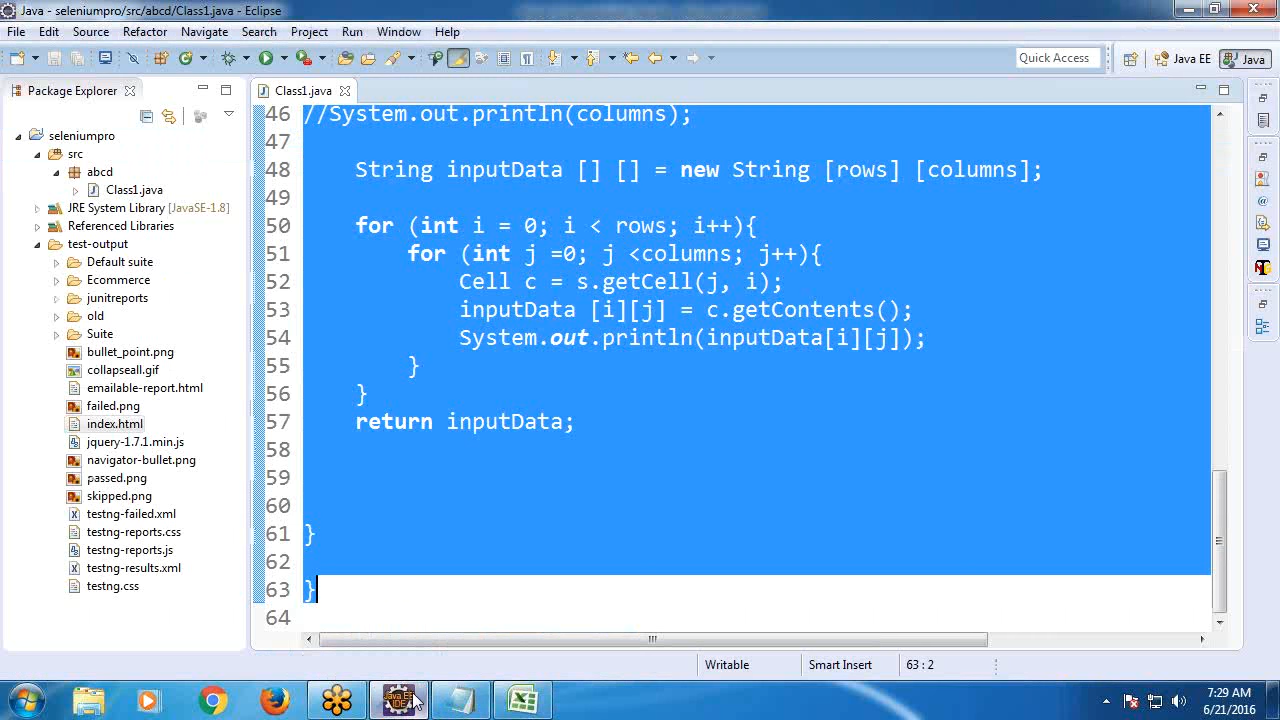 Java - seleniumpro/src/abcd/Class1.java - Eclipse
File Edit Source Refactor Navigate Search Project Run Window Help
Quick Access
Java EE
Java
Package Explorer
Class1.java
seleniumpro
src
abcd
Class1.java
JRE System Library [JavaSE-1.8]
Referenced Libraries
test-output
Default suite
Ecommerce
junitreports
old
Suite
bullet_point.png
collapseall.gif
emailable-report.html
failed.png
index.html
jquery-1.7.1.min.js
navigator-bullet.png
passed.png
skipped.png
testng-failed.xml
testng-reports.css
testng-reports.js
testng-results.xml
testng.css
46 //System.out.println(columns);
47
48 String inputData [] [] = new String [rows] [columns];
49
50 for (int i = 0; i < rows; i++){
51 for (int j =0; j <columns; j++){
52 Cell c = s.getCell(j, i);
53 inputData [i][j] = c.getContents();
54 System.out.println(inputData[i][j]);
55 }
56 }
57 return inputData;
58
59
60
61 }
62
63 }
64
Writable
Smart Insert
63 : 2
Java EE
IDE
7:29 AM
6/21/2016